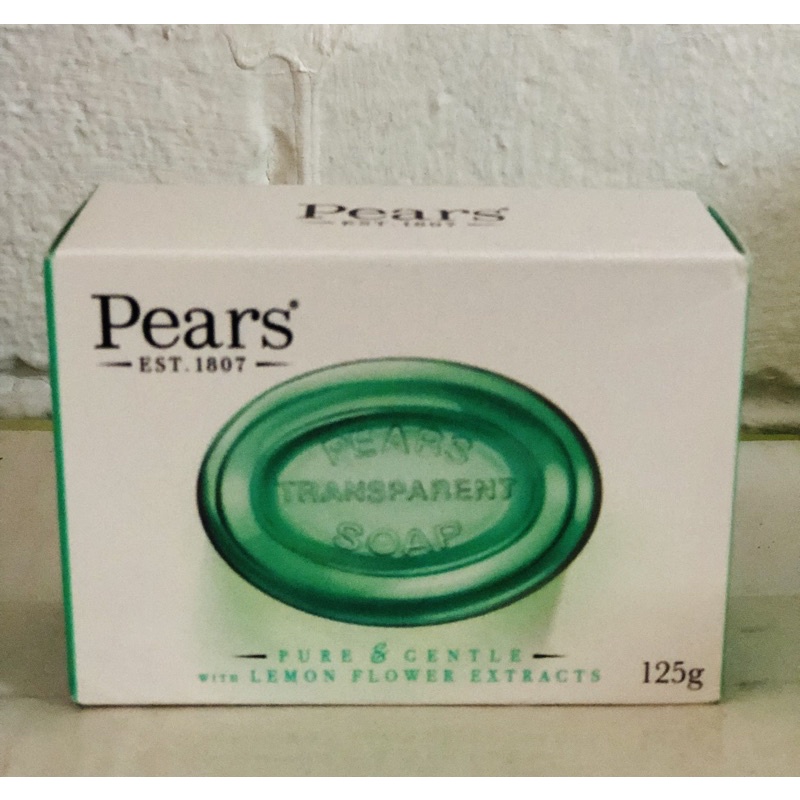 Pears
EST 1807
Pears
EST. 1807
PEARS
TRANSPARENT
SOAP
PURE & GENTLE
WITH LEMON FLOWER EXTRACTS
125g